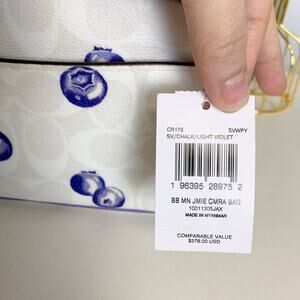 CR176 SVWPY
SV/CHALK/LIGHT VIOLET
1 96395 28975 2
BB MN JMIE CMRA BAG
10011305JAX
MADE IN MYANMAR
COMPARABLE VALUE
$278.00 USD